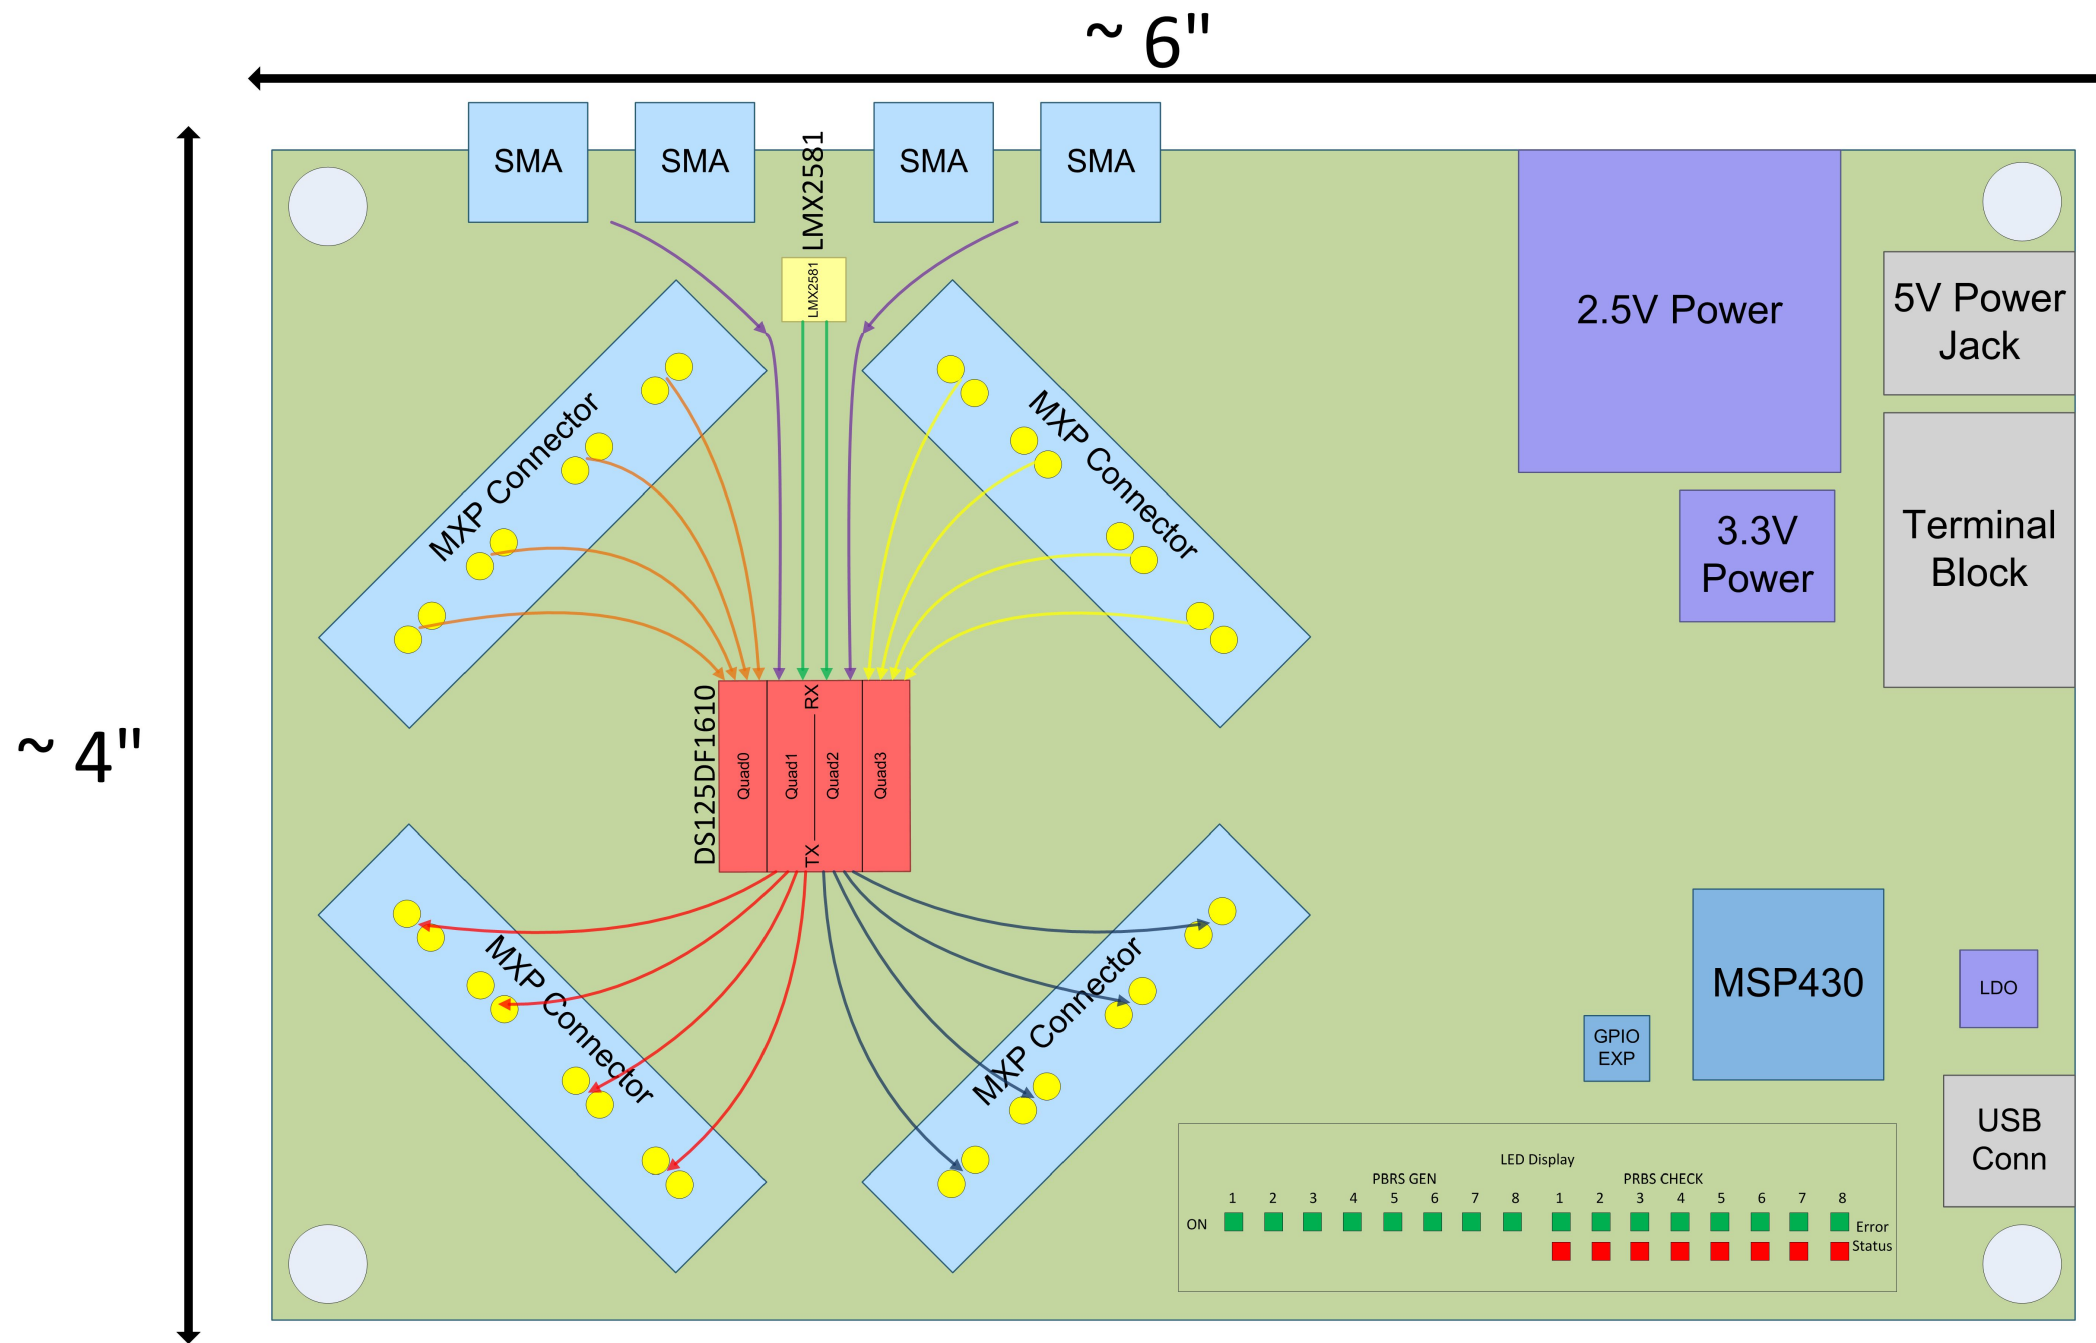 ~ 6"
~ 4"
SMA
SMA
LMX2581
SMA
SMA
LMX2581
2.5V Power
5V Power
Jack
MXP Connector
MXP Connector
3.3V
Power
Terminal
Block
DS125DF1610
RX
Quad0
Quad1
Quad2
Quad3
TX
MXP Connector
MXP Connector
MSP430
LDO
GPIO
EXP
USB
Conn
LED Display
PBRS GEN
PRBS CHECK
1 2 3 4 5 6 7 8 1 2 3 4 5 6 7 8
ON
Error
Status